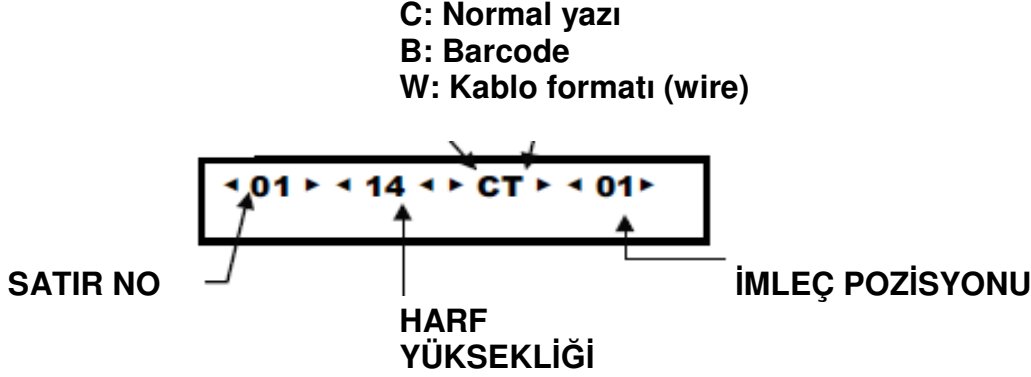 C: Normal yazı
B: Barcode
W: Kablo formatı (wire)
◄ 01 ► ◄ 14 ◄ ► CT ► ◄ 01 ►
SATIR NO
İMLEÇ POZİSYONU
HARF
YÜKSEKLİĞİ